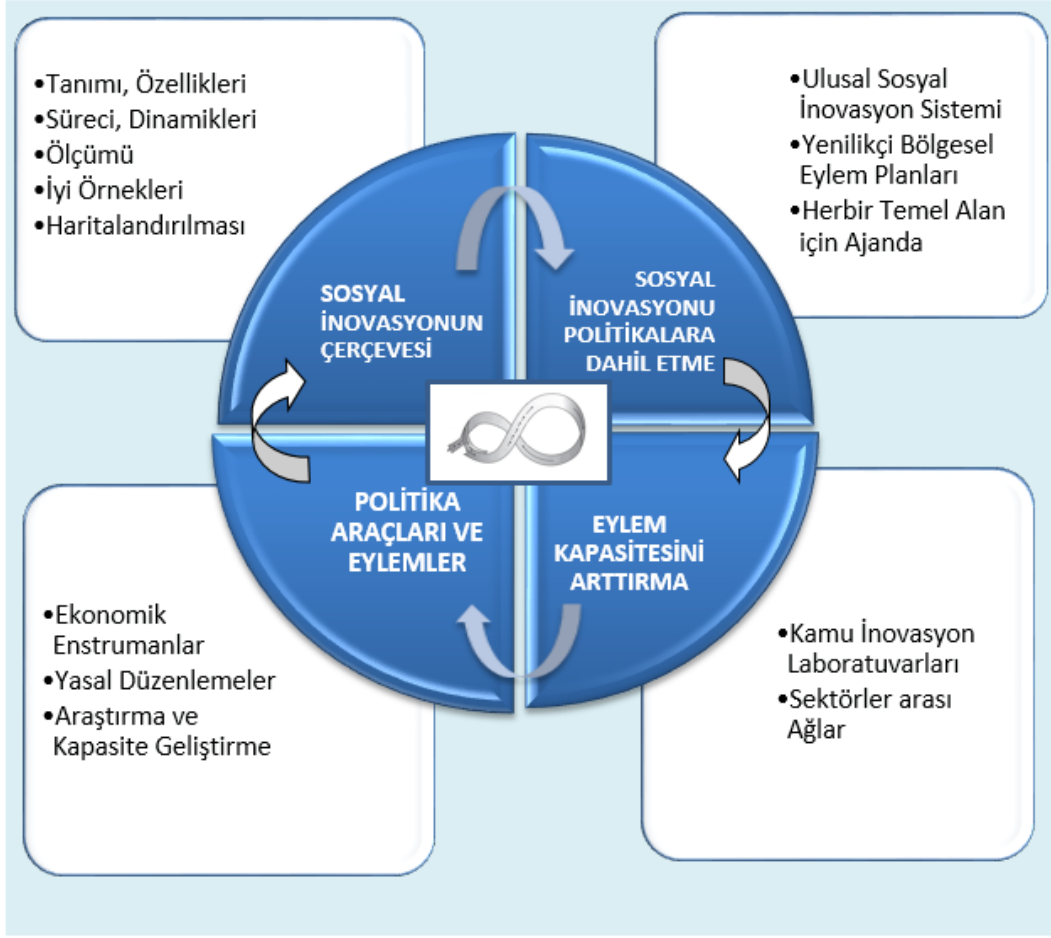 •Tanımı, Özellikleri
•Süreci, Dinamikleri
•Ölçümü
•İyi Örnekleri
•Haritalandırılması
•Ulusal Sosyal
İnovasyon Sistemi
•Yenilikçi Bölgesel
Eylem Planları
•Herbir Temel Alan
için Ajanda
SOSYAL
İNOVASYONUN
ÇERÇEVESİ
SOSYAL
İNOVASYONU
POLİTİKALARA
DAHİL ETME
POLİTİKA
ARAÇLARI VE
EYLEMLER
EYLEM
KAPASİTESİNİ
ARTTIRMA
•Ekonomik
Enstrumanlar
•Yasal Düzenlemeler
•Araştırma ve
Kapasite Geliştirme
•Kamu İnovasyon
Laboratuvarları
•Sektörler arası
Ağlar